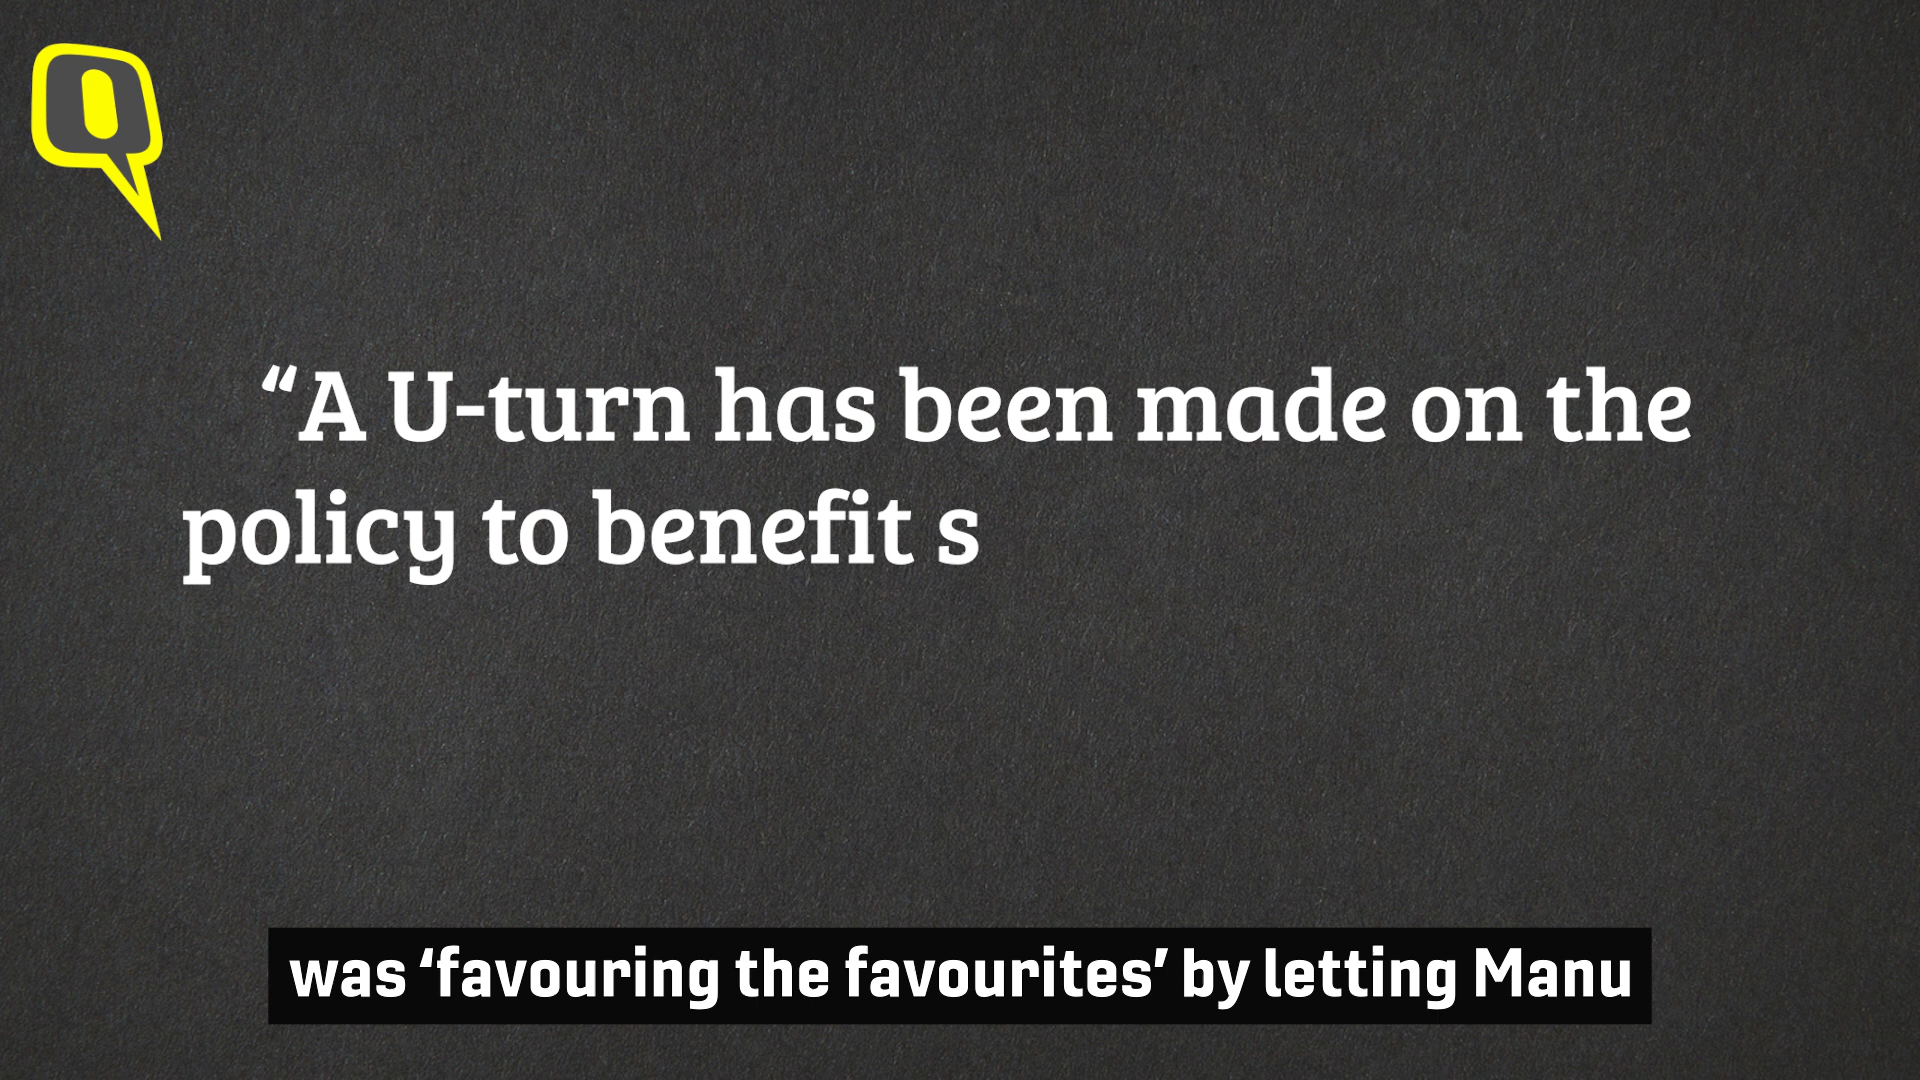 “A U-turn has been made on the
policy to benefit s
was ‘favouring the favourites’ by letting Manu